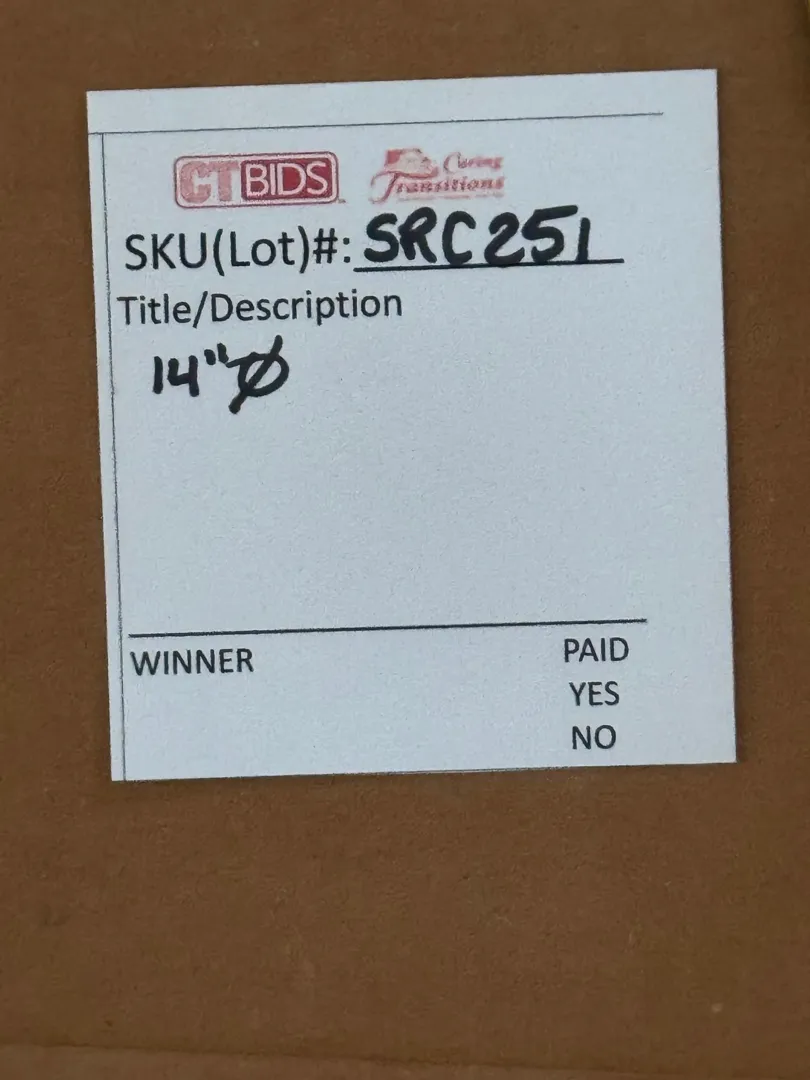 CTBIDS
Caring
Transitions
SKU(Lot)#: SRC251
Title/Description
14"Ø
WINNER
PAID
YES
NO